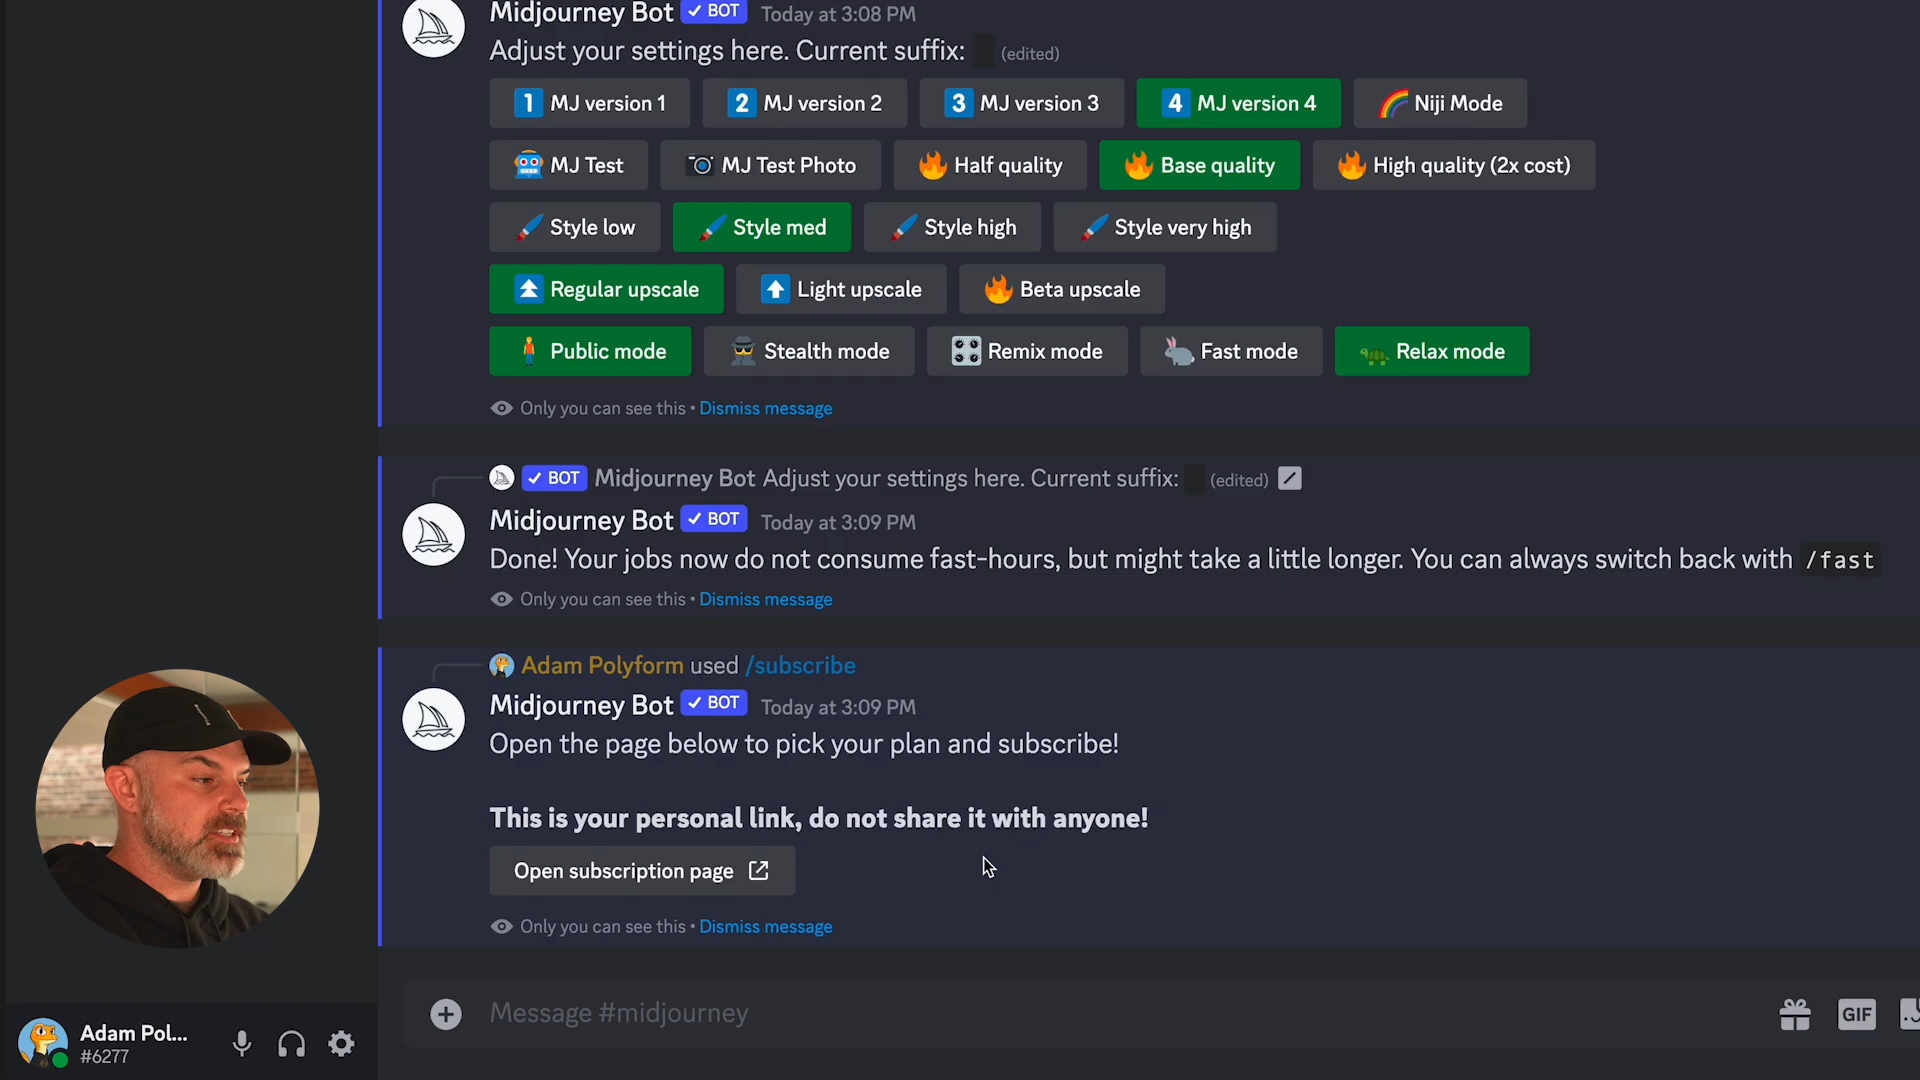 Midjourney Bot ✓ BOT Today at 3:08 PM
Adjust your settings here. Current suffix: (edited)
1 MJ version 1 2 MJ version 2 3 MJ version 3 4 MJ version 4 Niji Mode
MJ Test MJ Test Photo Half quality Base quality High quality (2x cost)
Style low Style med Style high Style very high
Regular upscale Light upscale Beta upscale
Public mode Stealth mode Remix mode Fast mode Relax mode
Only you can see this • Dismiss message
✓ BOT Midjourney Bot Adjust your settings here. Current suffix: (edited)
Midjourney Bot ✓ BOT Today at 3:09 PM
Done! Your jobs now do not consume fast-hours, but might take a little longer. You can always switch back with /fast
Only you can see this • Dismiss message
Adam Polyform used /subscribe
Midjourney Bot ✓ BOT Today at 3:09 PM
Open the page below to pick your plan and subscribe!
This is your personal link, do not share it with anyone!
Open subscription page
Only you can see this • Dismiss message
Message #midjourney
GIF
Adam Pol...
#6277